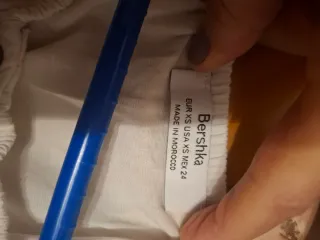 Bershka
EUR XS USA XS MEX 24
MADE IN MOROCCO